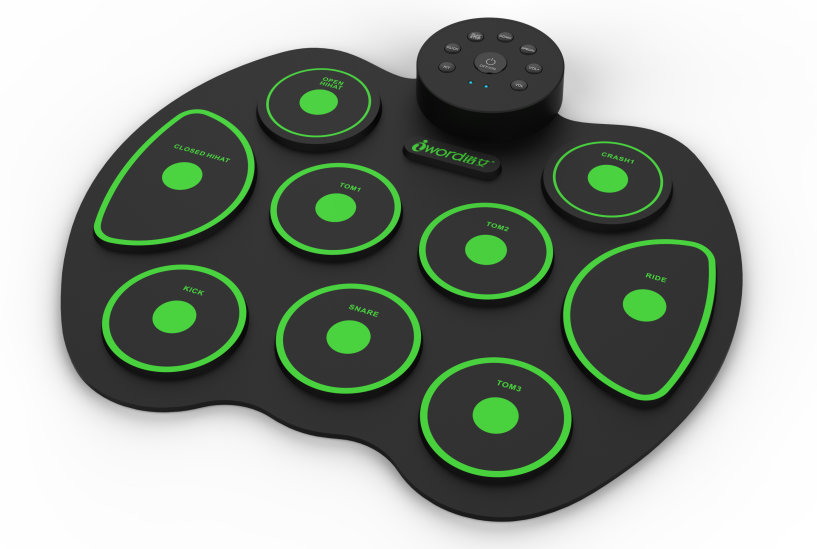 OPEN
HIHAT
CLOSED HIHAT
iword
CRASH1
TOM1
TOM2
RIDE
KICK
SNARE
TOM3